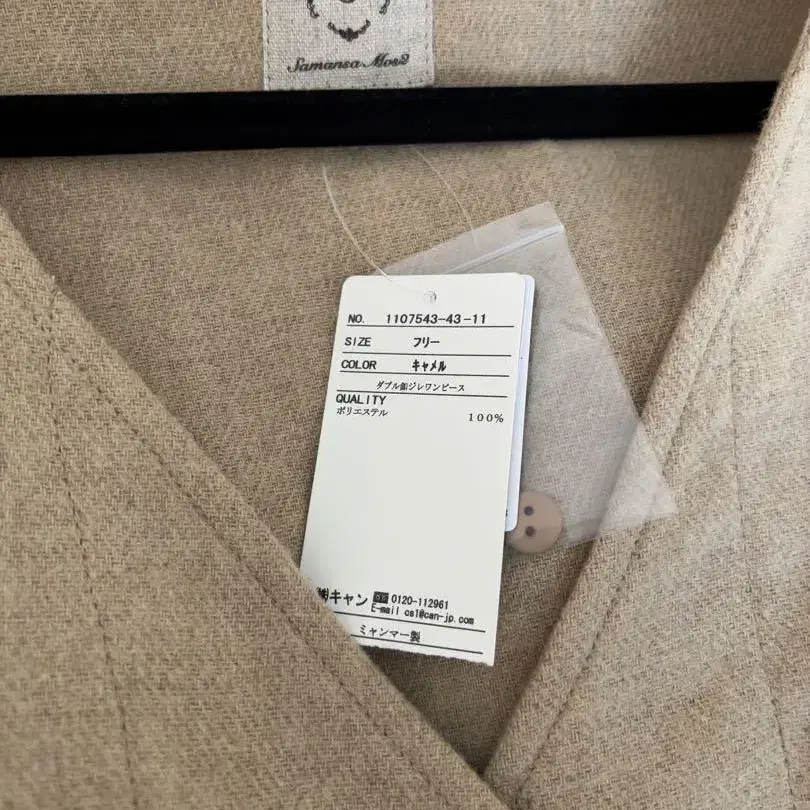 Samansa Mos2
NO. 1107543-43-11
SIZE フリー
COLOR キャメル
ダブル釦ジレワンピース
QUALITY
ポリエステル 100%
㈱キャン 0120-112961
E-mail cs1@can-jp.com
ミャンマー製